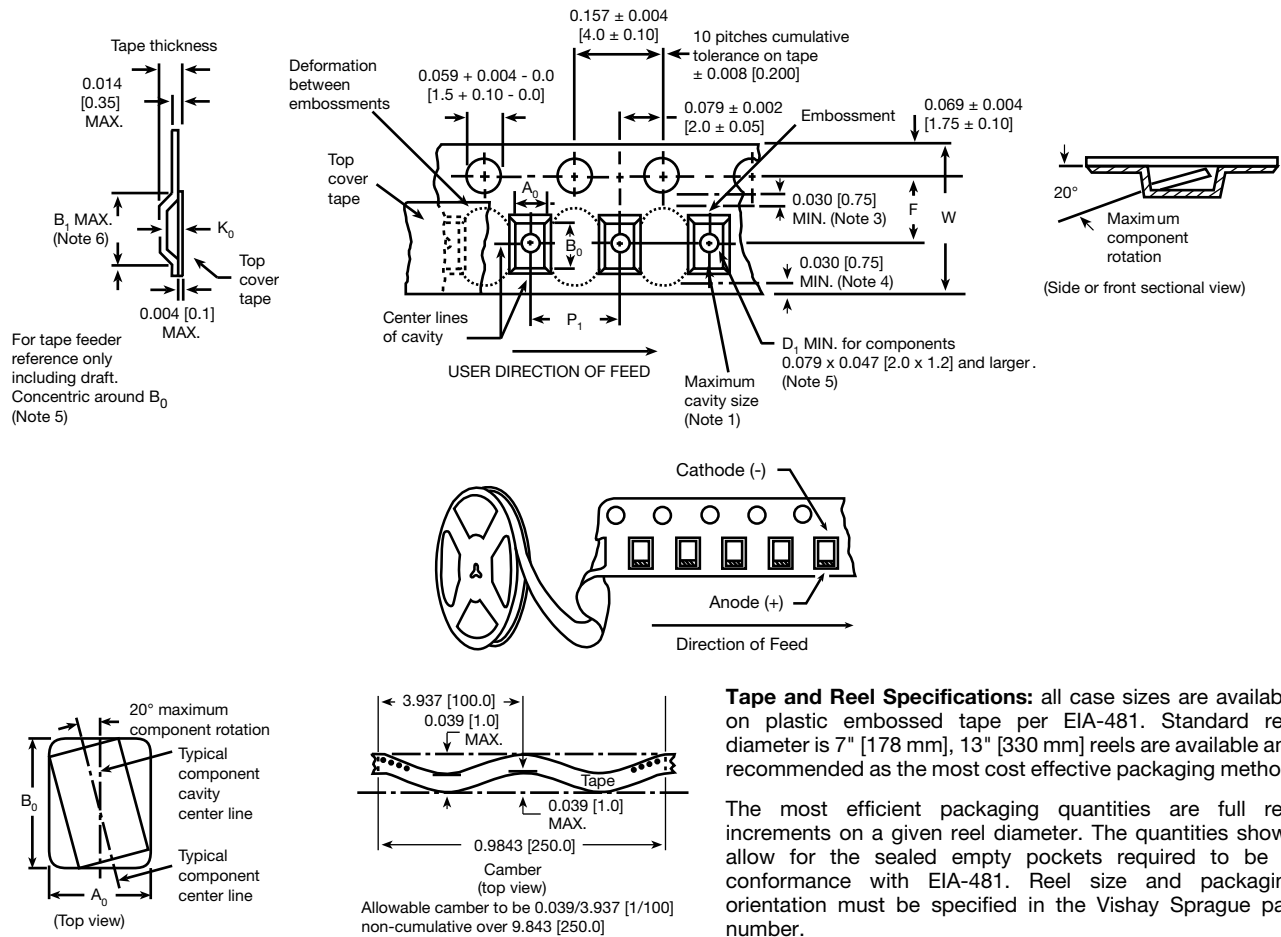 Tape thickness
0.014
[0.35]
MAX.
B1 MAX.
(Note 6)
K0
Top
cover
tape
0.004 [0.1]
MAX.
For tape feeder
reference only
including draft.
Concentric around B0
(Note 5)
Deformation
between
embossments
0.059 + 0.004 - 0.0
[1.5 + 0.10 - 0.0]
0.157 ± 0.004
[4.0 ± 0.10]
10 pitches cumulative
tolerance on tape
± 0.008 [0.200]
0.079 ± 0.002
[2.0 ± 0.05]
Embossment
0.069 ± 0.004
[1.75 ± 0.10]
Top
cover
tape
A0
B0
0.030 [0.75]
MIN. (Note 3)
F
W
0.030 [0.75]
MIN. (Note 4)
Center lines
of cavity
P1
USER DIRECTION OF FEED
Maximum
cavity size
(Note 1)
D1 MIN. for components
0.079 x 0.047 [2.0 x 1.2] and larger.
(Note 5)
20°
Maximum
component
rotation
(Side or front sectional view)
Cathode (-)
Anode (+)
Direction of Feed
20° maximum
component rotation
Typical
component
cavity
center line
B0
Typical
component
center line
A0
(Top view)
3.937 [100.0]
0.039 [1.0]
MAX.
Tape
0.039 [1.0]
MAX.
0.9843 [250.0]
Camber
(top view)
Allowable camber to be 0.039/3.937 [1/100]
non-cumulative over 9.843 [250.0]
Tape and Reel Specifications: all case sizes are availab
on plastic embossed tape per EIA-481. Standard re
diameter is 7" [178 mm], 13" [330 mm] reels are available an
recommended as the most cost effective packaging metho
The most efficient packaging quantities are full re
increments on a given reel diameter. The quantities show
allow for the sealed empty pockets required to be
conformance with EIA-481. Reel size and packagin
orientation must be specified in the Vishay Sprague pa
number.